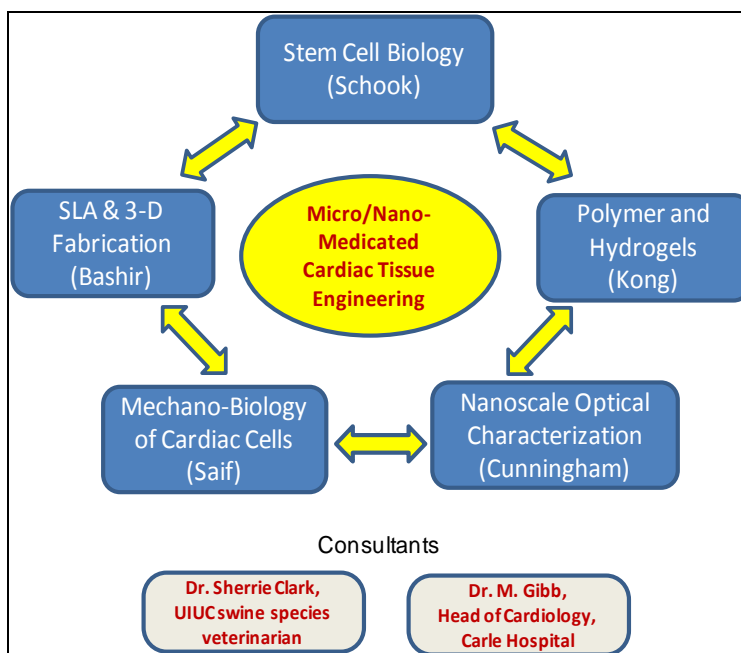 Stem Cell Biology
(Schook)
SLA & 3-D
Fabrication
(Bashir)
Micro/Nano-
Medicated
Cardiac Tissue
Engineering
Polymer and
Hydrogels
(Kong)
Mechano-Biology
of Cardiac Cells
(Saif)
Nanoscale Optical
Characterization
(Cunningham)
Consultants
Dr. Sherrie Clark,
UIUC swine species
veterinarian
Dr. M. Gibb,
Head of Cardiology,
Carle Hospital